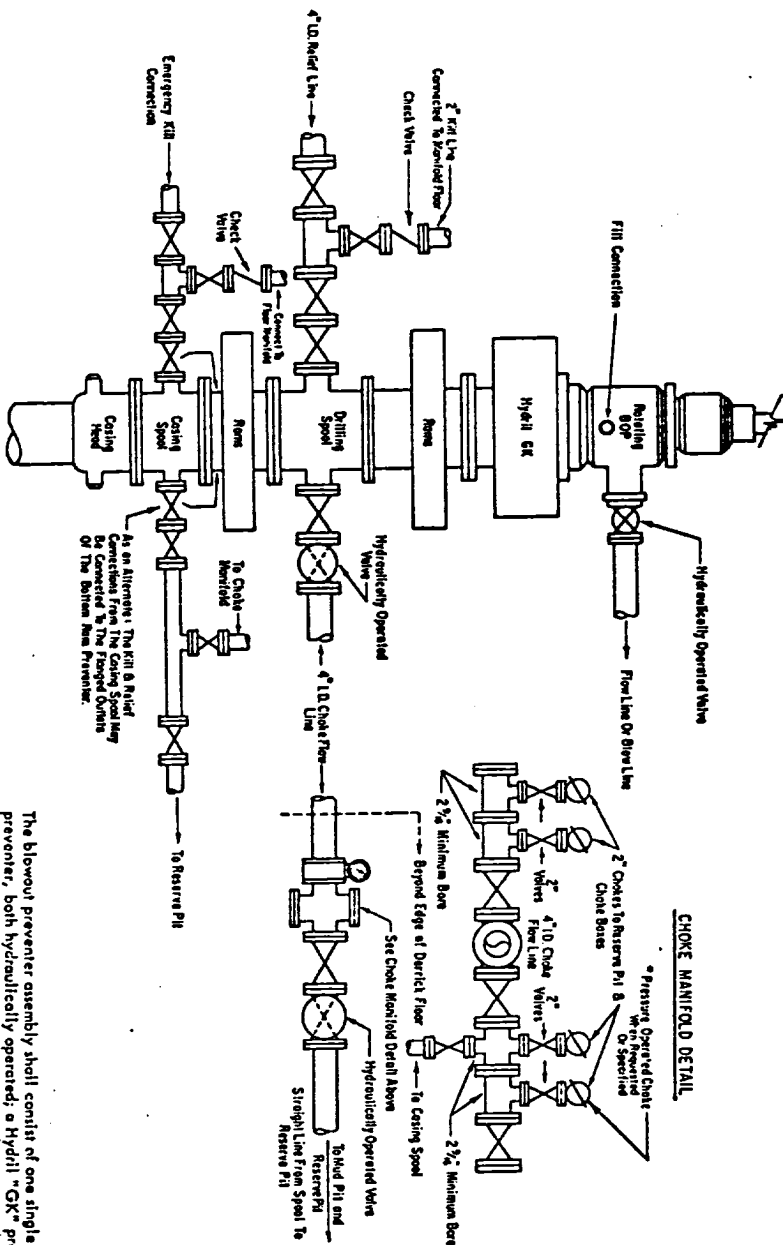 Fill Connection
Rotating
BOP
Hydraulically Operated Valve
Flow Line Or Blow Line
Hydril GK
2" Kill Line
Connected To Manifold Floor
Check Valve
Rams
4" I.D. Relief Line
Drilling
Spool
Hydraulically Operated
Valve
4" I.D. Choke Flow
Line
Rams
Emergency Kill
Connection
Check
Valve
Connect To
Floor Manifold
Casing
Spool
Casing
Head
As an Alternate: The Kill & Relief
Connections From The Casing Spool May
Be Connected To The Flanged Outlets
Of The Bottom Ram Preventer.
To Choke
Manifold
To Reserve Pit
CHOKE MANIFOLD DETAIL
* Pressure Operated Choke
When Requested
Or Specified
2" Chokes To Reserve Pit &
Choke Boxes
2"
Valves
4" I.D. Choke
Flow Line
2"
Valves
2 9/16" Minimum Bore
2 9/16" Minimum Bore
To Casing Spool
Beyond Edge of Derrick Floor
See Choke Manifold Detail Above
Hydraulically Operated Valve
To Mud Pit and
Reserve Pit
Straight Line From Spool To
Reserve Pit
The blowout preventer assembly shall consist of one single
preventer, both hydraulically operated; a Hydril "GK"